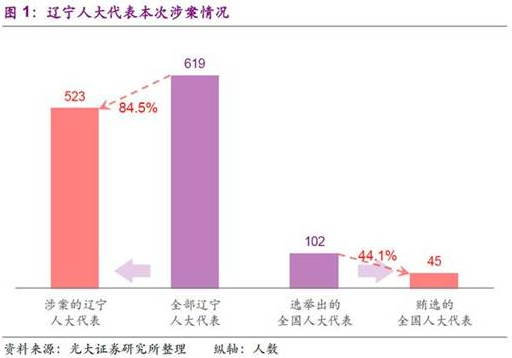 图 1：辽宁人大代表本次涉案情况
619
523
84.5%
102
44.1%
45
涉案的辽宁
人大代表
全部辽宁
人大代表
选举出的
全国人大代表
贿选的
全国人大代表
资料来源：光大证券研究所整理 纵轴：人数